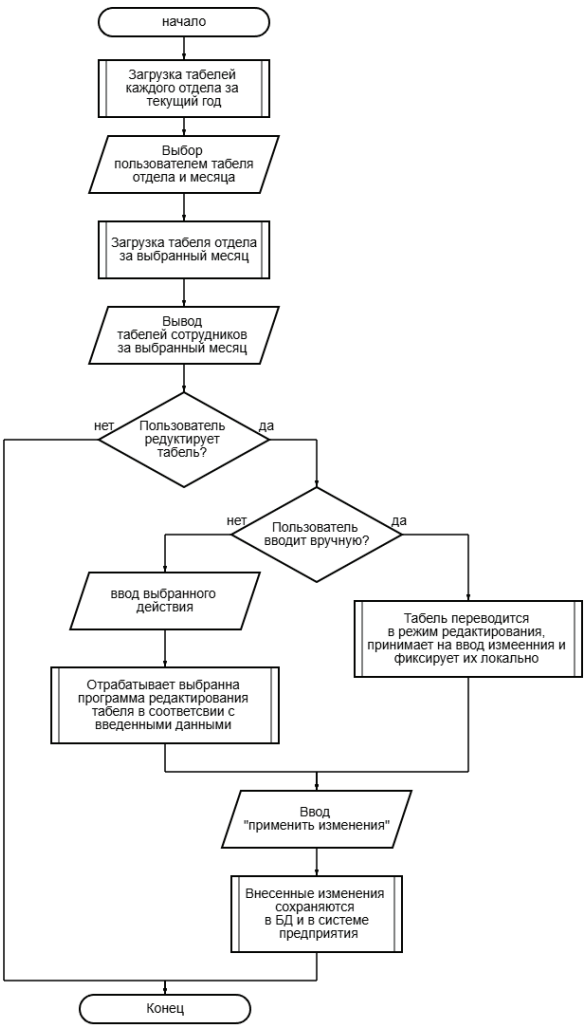 начало
Загрузка табелей
каждого отдела за
текущий год
Выбор
пользователем табеля
отдела и месяца
Загрузка табеля отдела
за выбранный месяц
Вывод
табелей сотрудников
за выбранный месяц
нет
Пользователь
редуктирует
табель?
да
нет
Пользователь
вводит вручную?
да
ввод выбранного
действия
Табель переводится
в режим редактирования,
принимает на ввод измеенния и
фиксирует их локально
Отрабатывает выбранна
программа редактирования
табеля в соответсвии с
введенными данными
Ввод
"применить изменения"
Внесенные изменения
сохраняются
в БД и в системе
предприятия
Конец